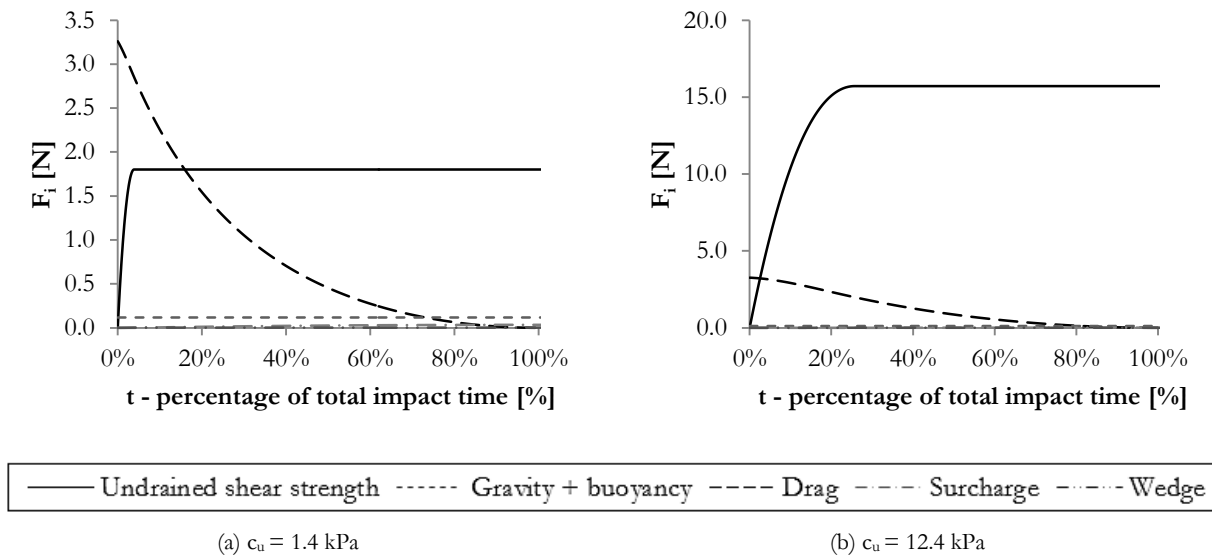 3.5
3.0
2.5
2.0
1.5
1.0
0.5
0.0
F_i [N]
0% 20% 40% 60% 80% 100%
t - percentage of total impact time [%]
20.0
15.0
10.0
5.0
0.0
F_i [N]
0% 20% 40% 60% 80% 100%
t - percentage of total impact time [%]
Undrained shear strength Gravity + buoyancy Drag Surcharge Wedge
(a) c_u = 1.4 kPa
(b) c_u = 12.4 kPa